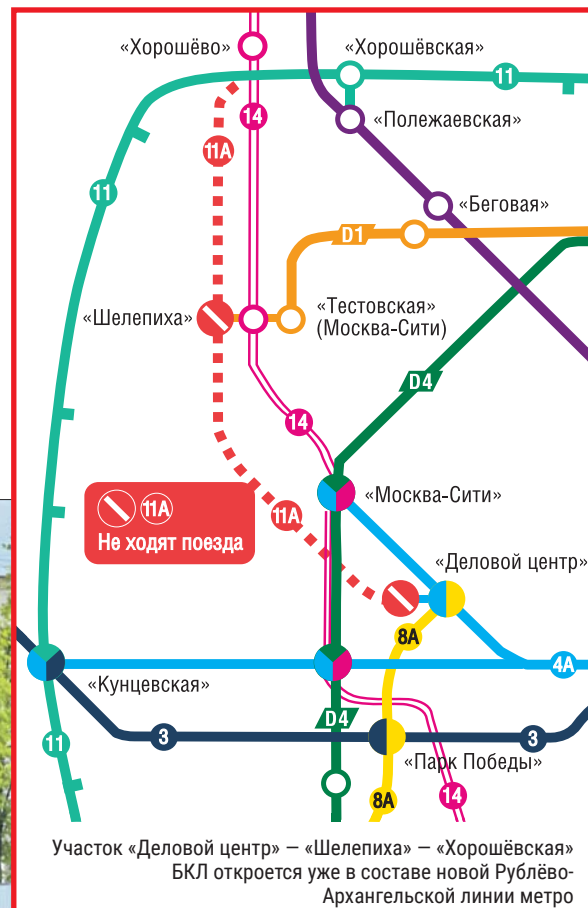 «Хорошёво»
«Хорошёвская»
11
14
«Полежаевская»
11А
11
«Беговая»
D1
«Шелепиха»
«Тестовская»
(Москва-Сити)
D4
14
«Москва-Сити»
11А
11А
Не ходят поезда
«Деловой центр»
8А
4А
«Кунцевская»
D4
11
3
3
«Парк Победы»
8А
14
Участок «Деловой центр» — «Шелепиха» — «Хорошёвская»
БКЛ откроется уже в составе новой Рублёво-
Архангельской линии метро